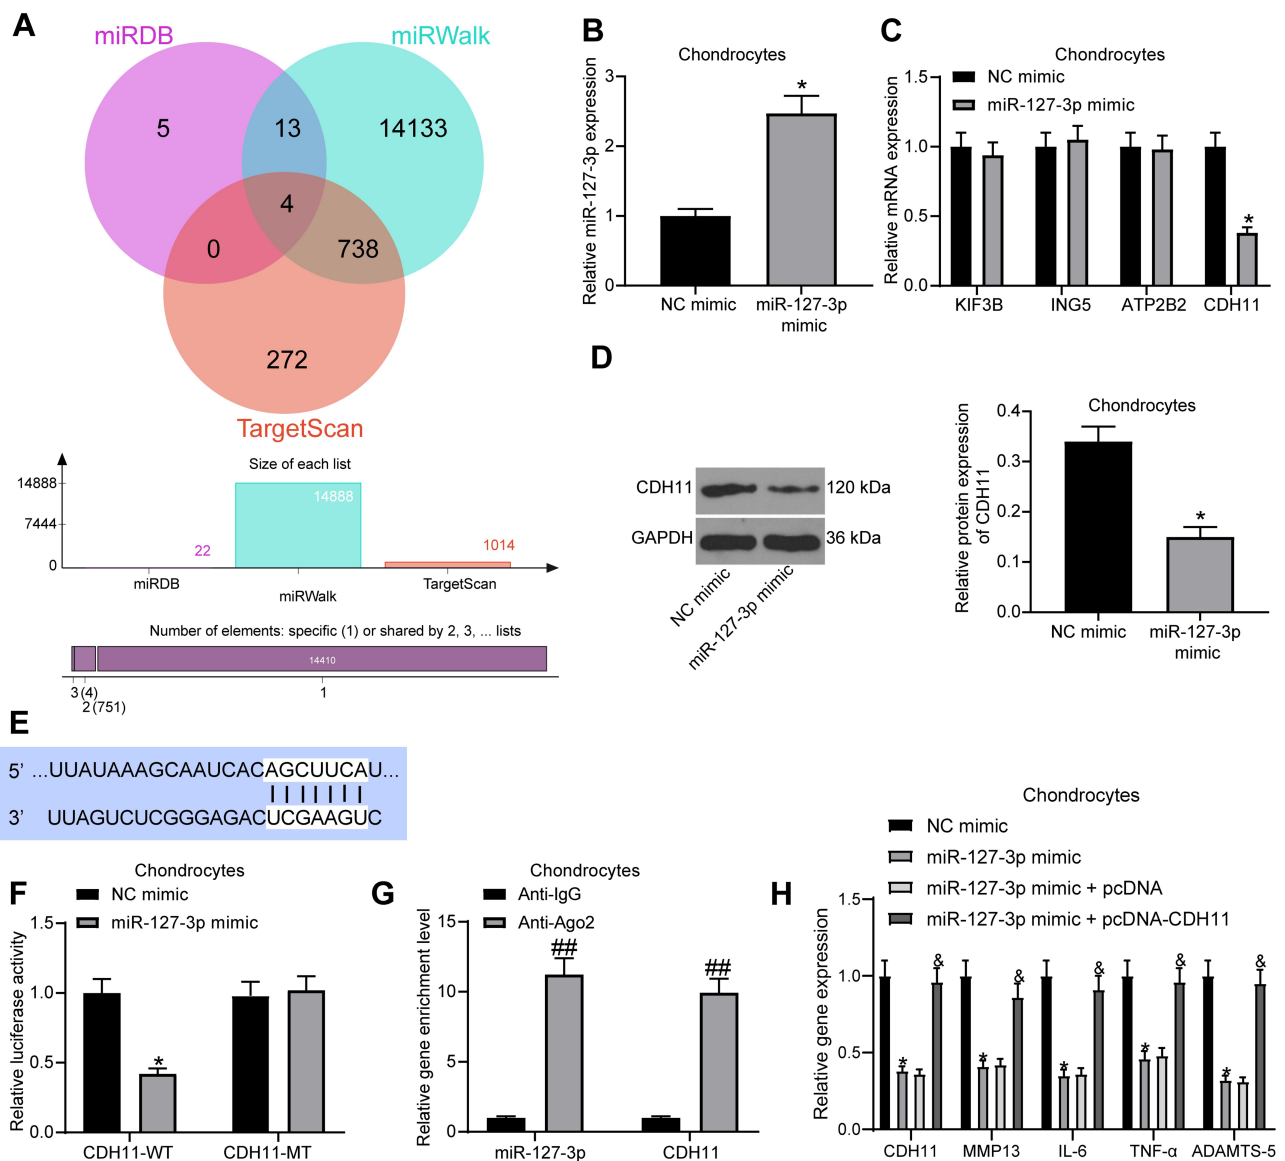 A
miRDB
miRWalk
5
13
14133
4
0
738
272
TargetScan
Size of each list
14888
7444
0
14888
22
1014
miRDB
miRWalk
TargetScan
Number of elements: specific (1) or shared by 2, 3, ... lists
14410
3 (4)
2 (751)
1
B
Chondrocytes
Relative miR-127-3p expression
3
2
1
0
*
NC mimic
miR-127-3p
mimic
C
Chondrocytes
NC mimic
miR-127-3p mimic
Relative mRNA expression
1.5
1.0
0.5
0.0
*
KIF3B
ING5
ATP2B2
CDH11
D
CDH11
120 kDa
GAPDH
36 kDa
NC mimic
miR-127-3p mimic
Chondrocytes
Relative protein expression
of CDH11
0.4
0.3
0.2
0.1
0.0
*
NC mimic
miR-127-3p
mimic
E
5’ ...UUAUAAAGCAAUCACAGCUUCAU...
3’ UUAGUCUCGGGAGACUCGAAGUC
F
Chondrocytes
NC mimic
miR-127-3p mimic
Relative luciferase activity
1.5
1.0
0.5
0.0
*
CDH11-WT
CDH11-MT
G
Chondrocytes
Anti-IgG
Anti-Ago2
Relative gene enrichment level
15
10
5
0
##
##
miR-127-3p
CDH11
H
Chondrocytes
NC mimic
miR-127-3p mimic
miR-127-3p mimic + pcDNA
miR-127-3p mimic + pcDNA-CDH11
Relative gene expression
1.5
1.0
0.5
0.0
* & * & * & * & * &
CDH11
MMP13
IL-6
TNF-α
ADAMTS-5